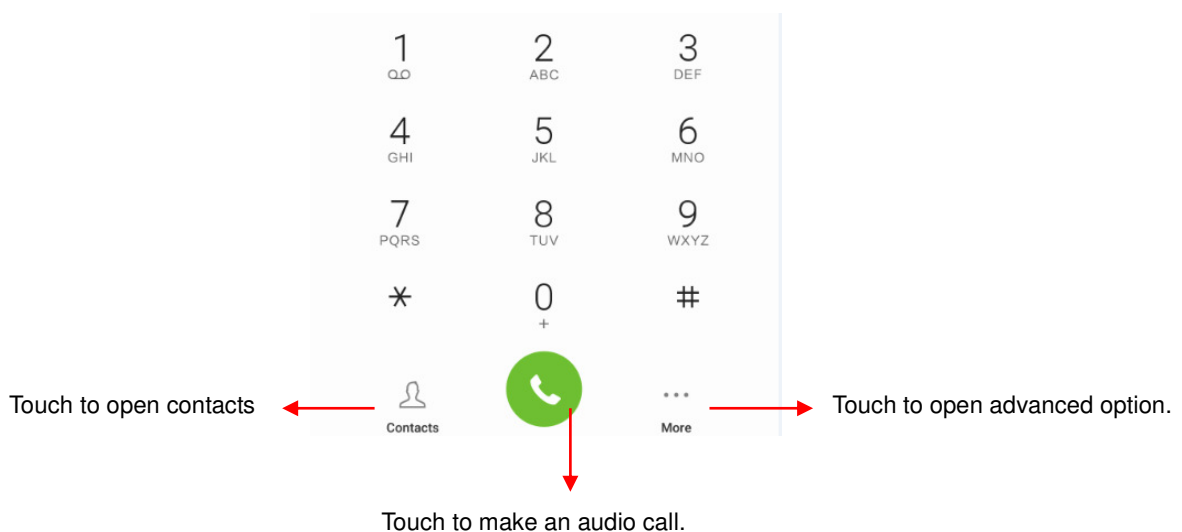 1 2 3
ABC DEF
4 5 6
GHI JKL MNO
7 8 9
PQRS TUV WXYZ
* 0 #
+
Touch to open contacts Touch to open advanced option.
Contacts More
Touch to make an audio call.